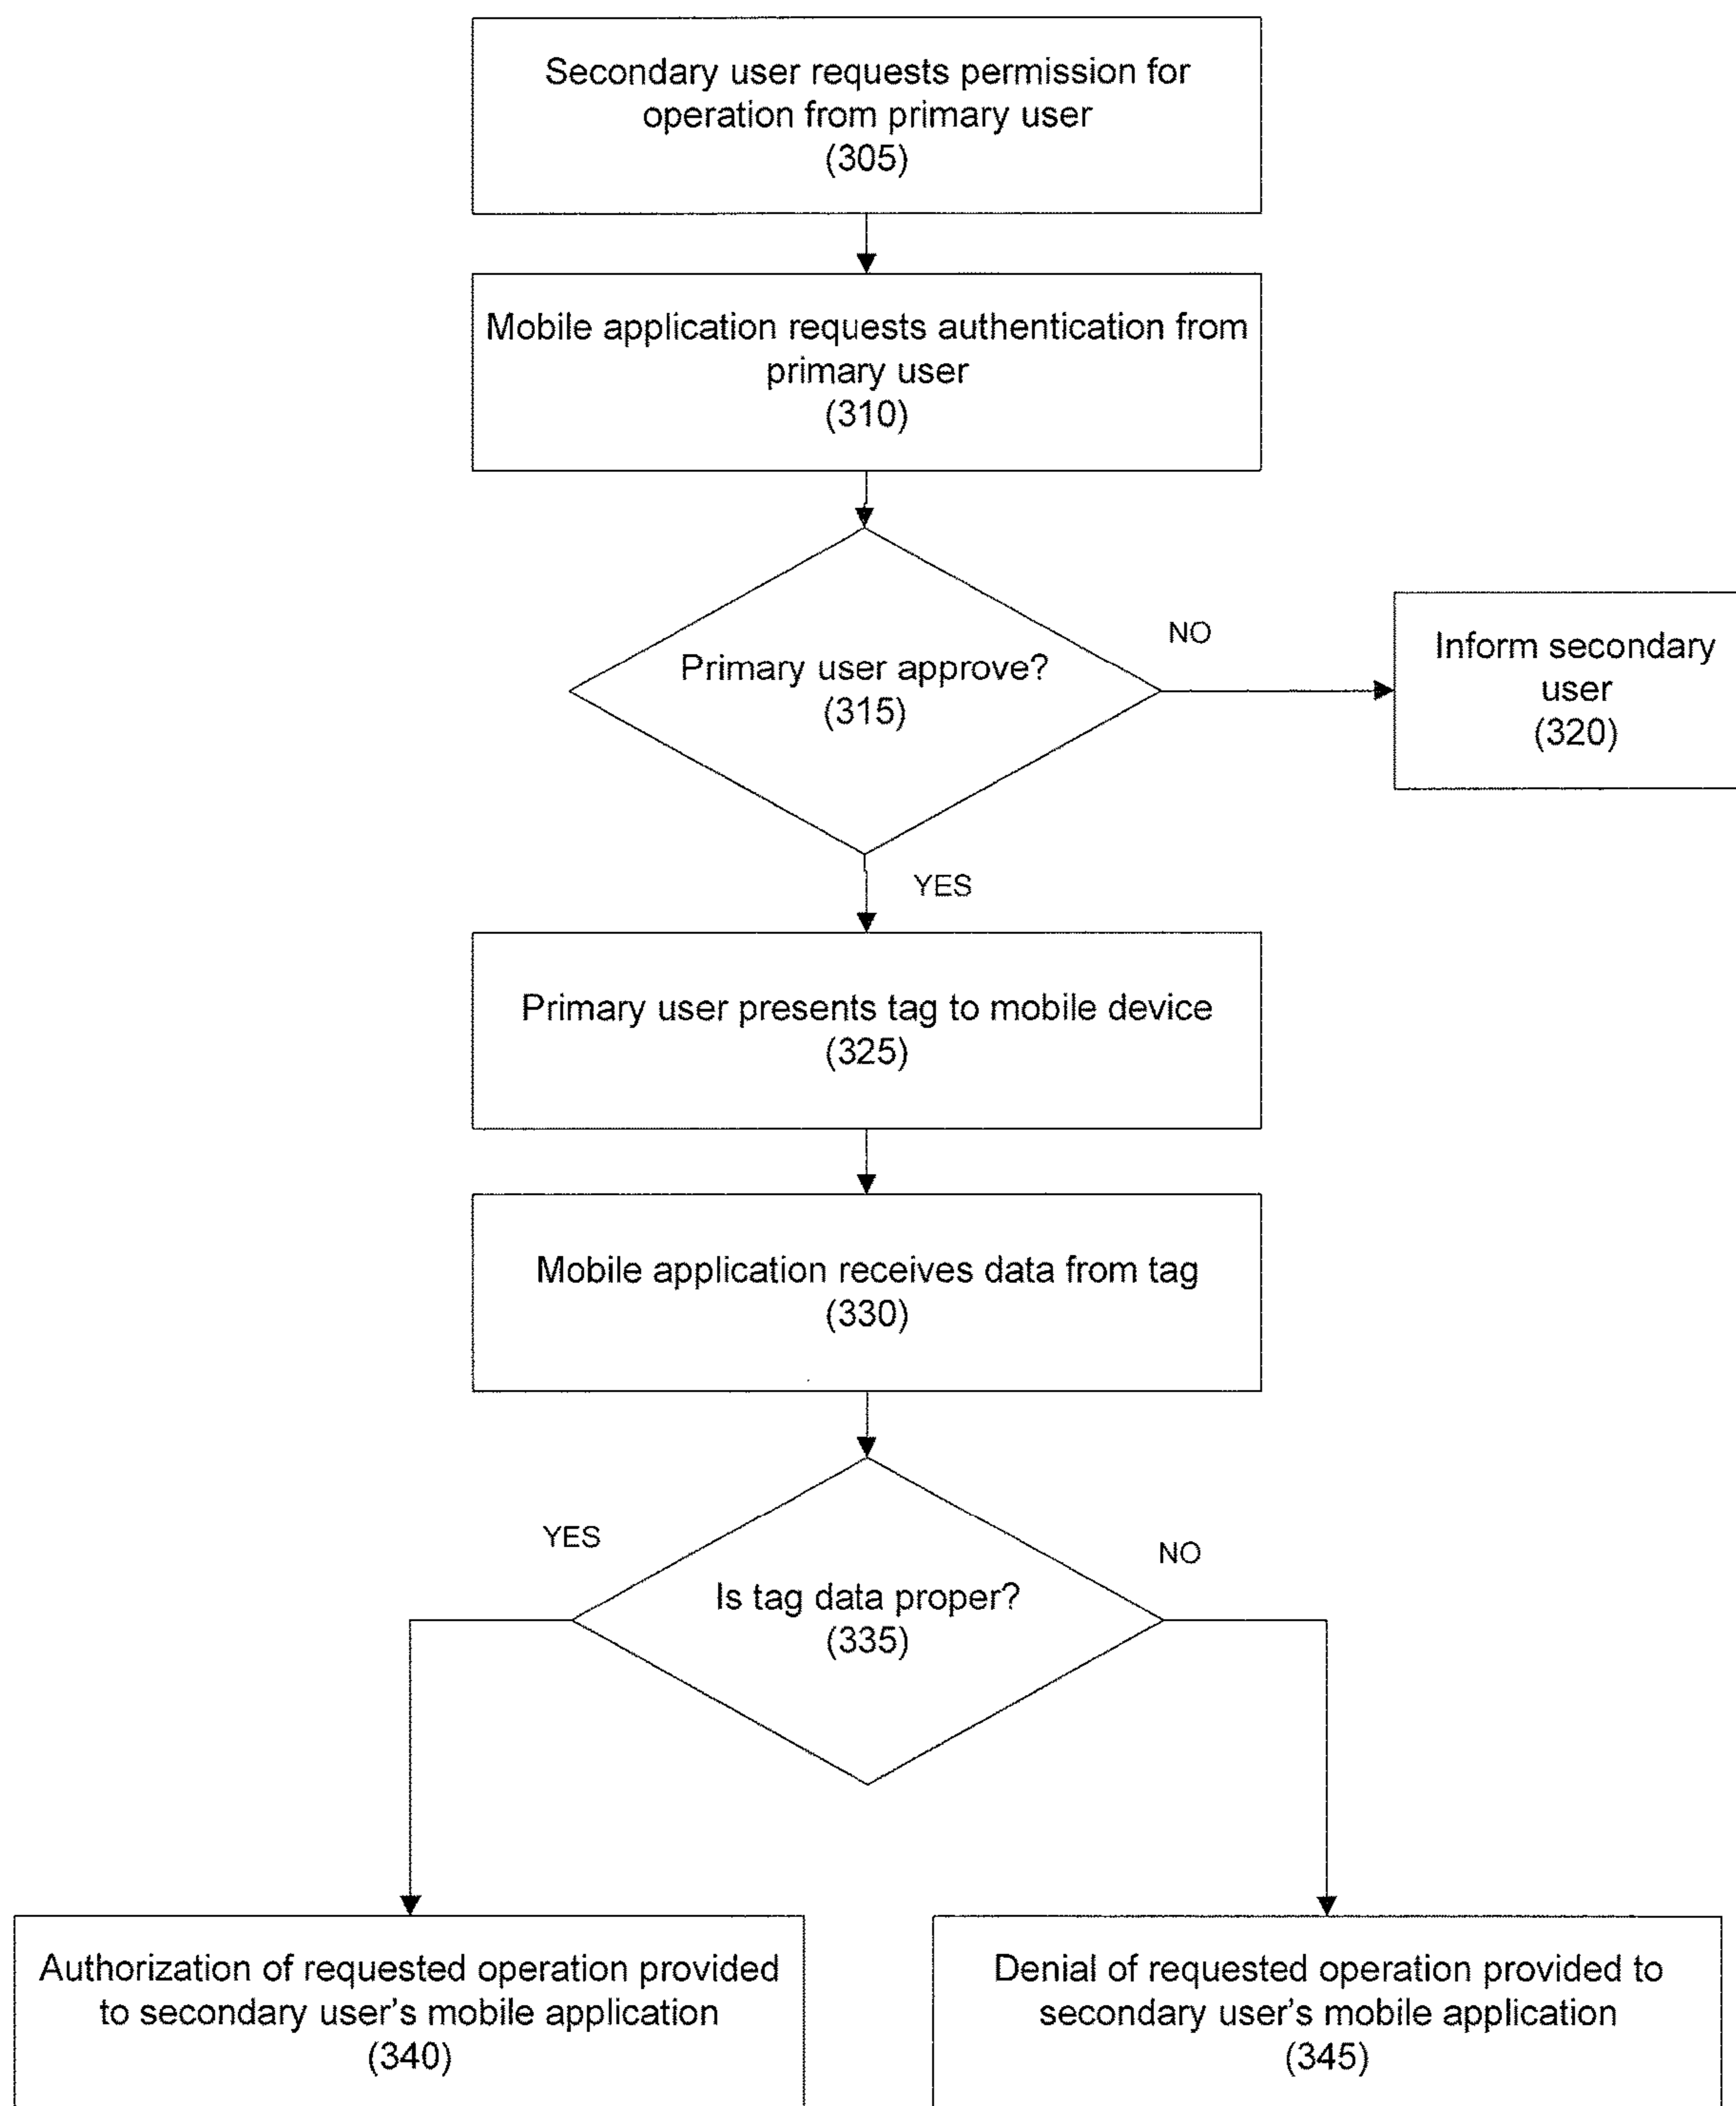 Secondary user requests permission for
operation from primary user
(305)
Mobile application requests authentication from
primary user
(310)
Primary user approve?
(315)
NO
Inform secondary
user
(320)
YES
Primary user presents tag to mobile device
(325)
Mobile application receives data from tag
(330)
YES
NO
Is tag data proper?
(335)
Authorization of requested operation provided
to secondary user's mobile application
(340)
Denial of requested operation provided to
secondary user's mobile application
(345)